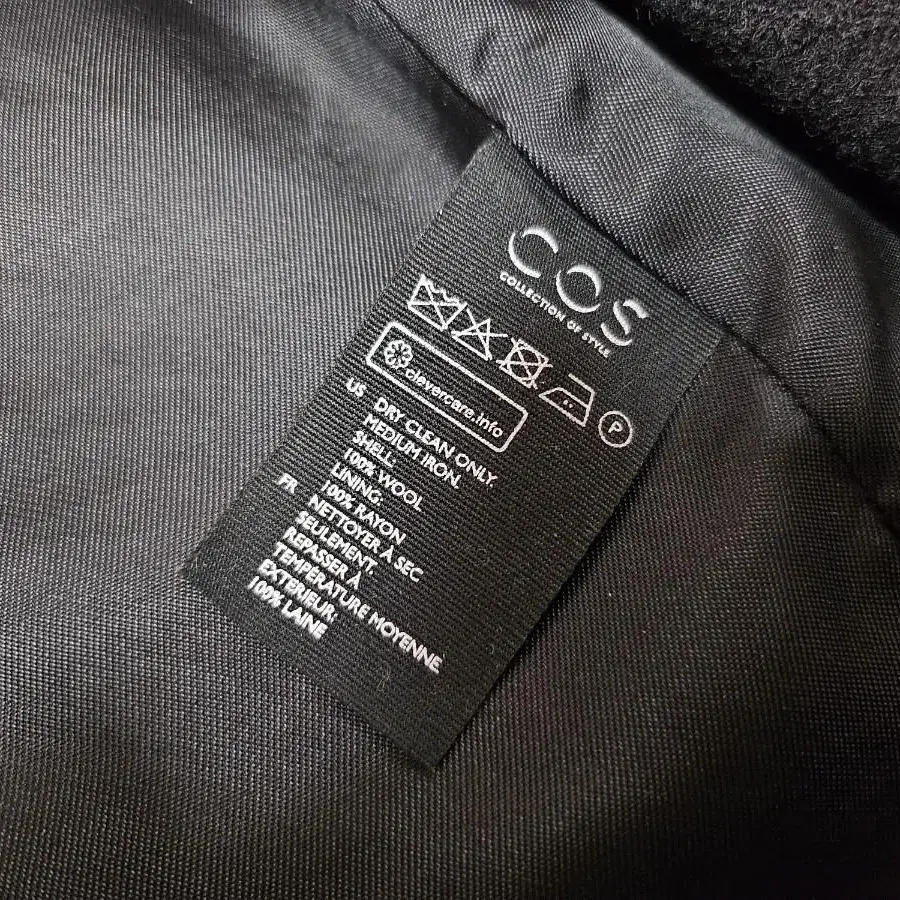 COS
COLLECTION OF STYLE
P
clevercare.info
US DRY CLEAN ONLY.
MEDIUM IRON.
SHELL:
100% WOOL
LINING:
100% RAYON
FR NETTOYER À SEC
SEULEMENT.
REPASSER À
TEMPÉRATURE MOYENNE.
EXTERIEUR:
100% LAINE